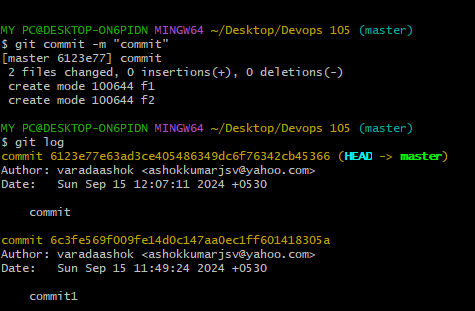 MY PC@DESKTOP-ON6PIDN MINGW64 ~/Desktop/Devops 105 (master)
$ git commit -m "commit"
[master 6123e77] commit
 2 files changed, 0 insertions(+), 0 deletions(-)
 create mode 100644 f1
 create mode 100644 f2
MY PC@DESKTOP-ON6PIDN MINGW64 ~/Desktop/Devops 105 (master)
$ git log
commit 6123e77e63ad3ce405486349dc6f76342cb45366 (HEAD -> master)
Author: varadaashok <ashokkumarjsv@yahoo.com>
Date:   Sun Sep 15 12:07:11 2024 +0530
    commit
commit 6c3fe569f009fe14d0c147aa0ec1ff601418305a
Author: varadaashok <ashokkumarjsv@yahoo.com>
Date:   Sun Sep 15 11:49:24 2024 +0530
    commit1